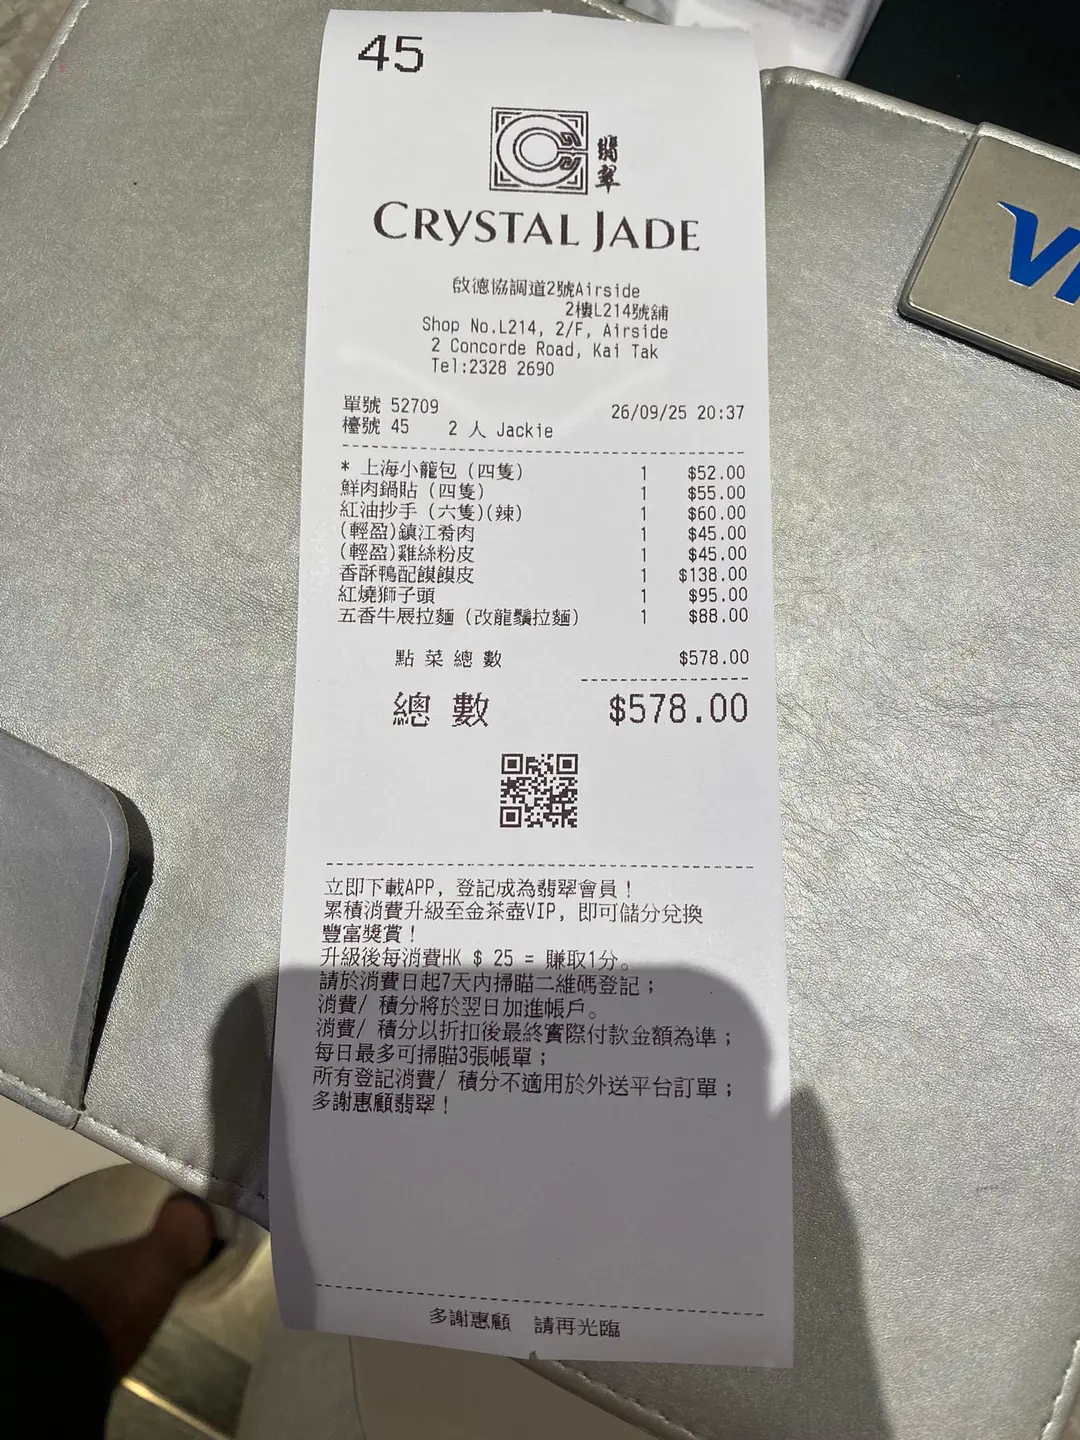 45
翡翠
CRYSTAL JADE
啟德協調道2號Airside
2樓L214號舖
Shop No.L214, 2/F, Airside
2 Concorde Road, Kai Tak
Tel:2328 2690
單號 52709 26/09/25 20:37
檯號 45 2 人 Jackie
* 上海小籠包 (四隻) 1 $52.00
鮮肉鍋貼 (四隻) 1 $55.00
紅油抄手 (六隻)(辣) 1 $60.00
(輕盈)鎮江肴肉 1 $45.00
(輕盈)雞絲粉皮 1 $45.00
香酥鴨配饃饃皮 1 $138.00
紅燒獅子頭 1 $95.00
五香牛展拉麵 (改龍鬚拉麵) 1 $88.00
點菜總數 $578.00
總數 $578.00
立即下載APP, 登記成為翡翠會員!
累積消費升級至金茶壺VIP, 即可儲分兌換
豐富獎賞!
升級後每消費HK $ 25 = 賺取1分。
請於消費日起7天內掃瞄二維碼登記;
消費/ 積分將於翌日加進帳戶。
消費/ 積分以折扣後最終實際付款金額為準;
每日最多可掃瞄3張帳單;
所有登記消費/ 積分不適用於外送平台訂單;
多謝惠顧翡翠!
多謝惠顧 請再光臨